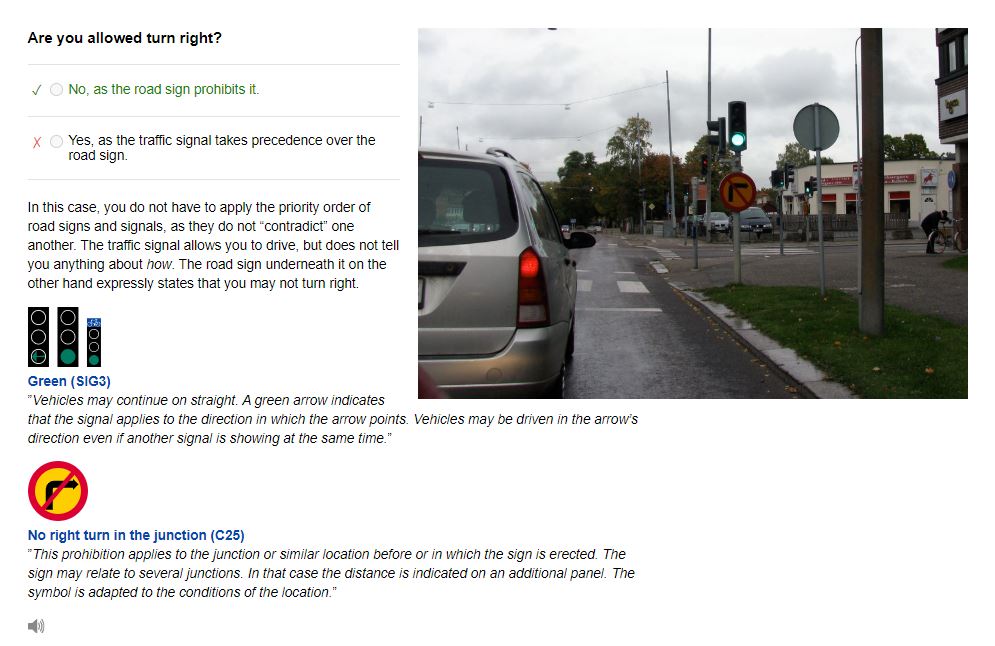 Are you allowed turn right?
No, as the road sign prohibits it.
Yes, as the traffic signal takes precedence over the
road sign.
In this case, you do not have to apply the priority order of
road signs and signals, as they do not “contradict” one
another. The traffic signal allows you to drive, but does not tell
you anything about how. The road sign underneath it on the
other hand expressly states that you may not turn right.
Green (SIG3)
”Vehicles may continue on straight. A green arrow indicates
that the signal applies to the direction in which the arrow points. Vehicles may be driven in the arrow’s
direction even if another signal is showing at the same time.”
No right turn in the junction (C25)
”This prohibition applies to the junction or similar location before or in which the sign is erected. The
sign may relate to several junctions. In that case the distance is indicated on an additional panel. The
symbol is adapted to the conditions of the location.”